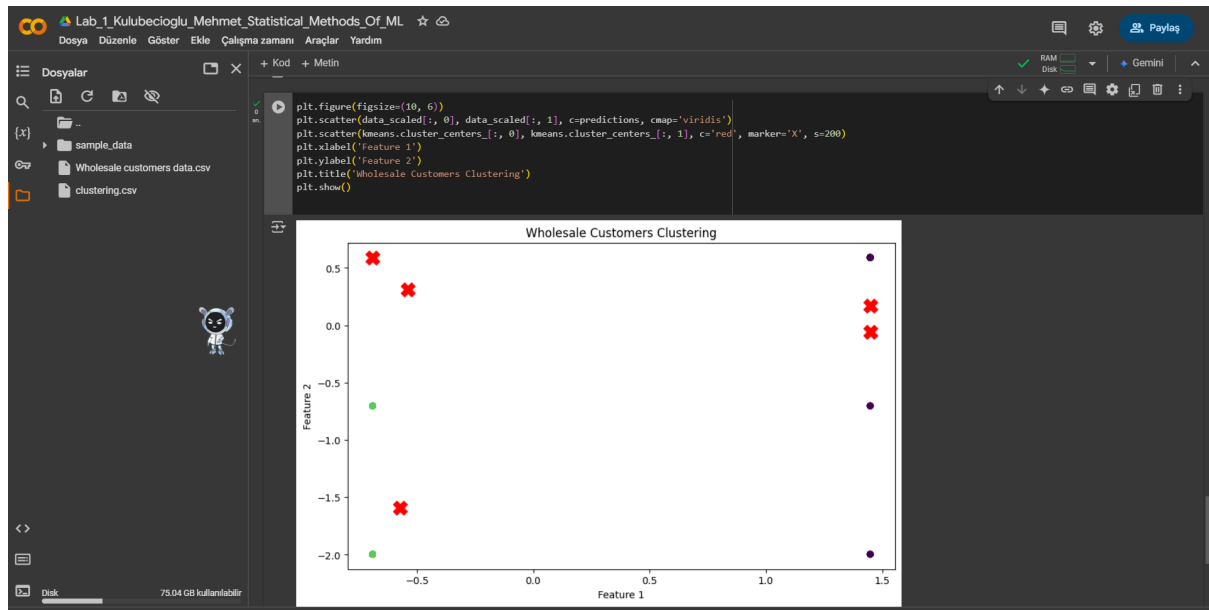 Lab_1_Kulubecioglu_Mehmet_Statistical_Methods_Of_ML
Dosya Düzenle Göster Ekle Çalışma zamanı Araçlar Yardım
Paylaş
Dosyalar
+ Kod + Metin
RAM
Disk
Gemini
..
sample_data
Wholesale customers data.csv
clustering.csv
{x}
0
sn.
plt.figure(figsize=(10, 6))
plt.scatter(data_scaled[:, 0], data_scaled[:, 1], c=predictions, cmap='viridis')
plt.scatter(kmeans.cluster_centers_[:, 0], kmeans.cluster_centers_[:, 1], c='red', marker='X', s=200)
plt.xlabel('Feature 1')
plt.ylabel('Feature 2')
plt.title('Wholesale Customers Clustering')
plt.show()
Wholesale Customers Clustering
0.5
0.0
−0.5
−1.0
−1.5
−2.0
Feature 2
−0.5 0.0 0.5 1.0 1.5
Feature 1
Disk 75.04 GB kullanılabilir